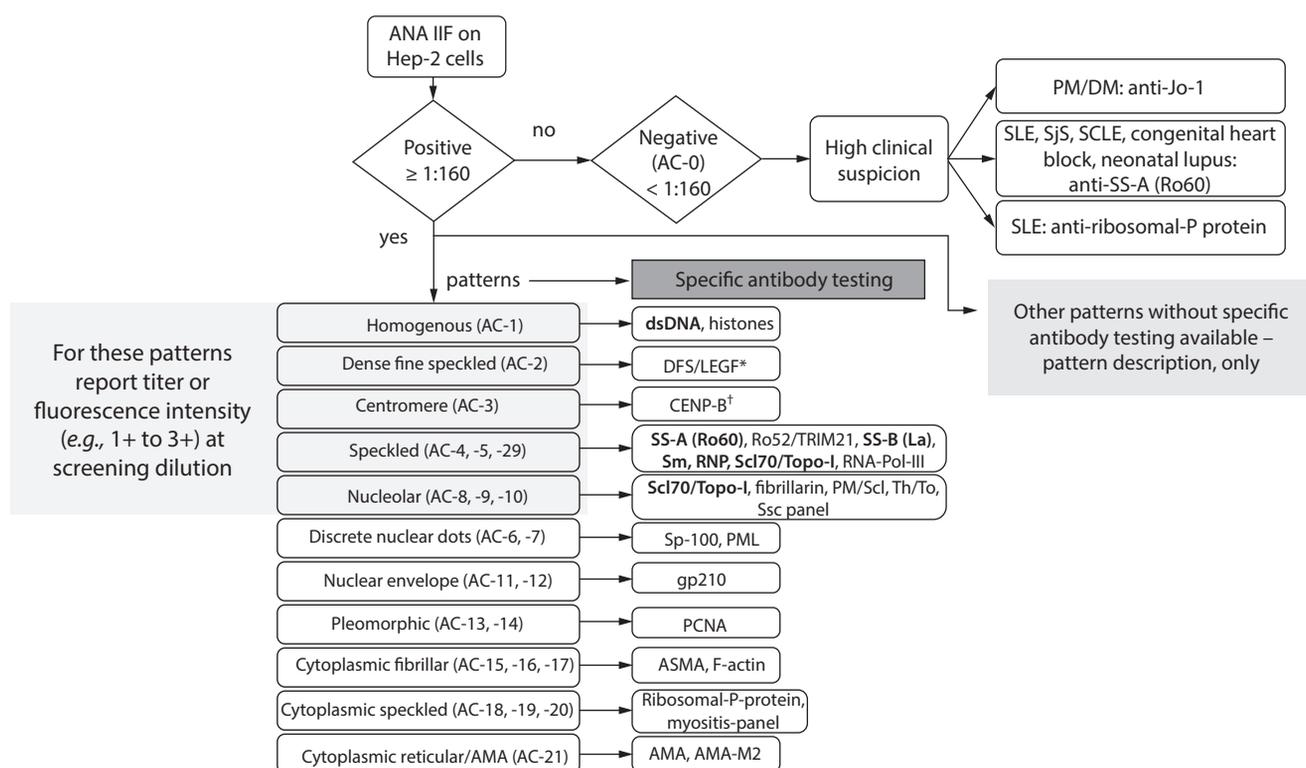 ANA IIF on
Hep-2 cells
Positive
≥ 1:160
no
Negative
(AC-0)
< 1:160
High clinical
suspicion
PM/DM: anti-Jo-1
SLE, SjS, SCLE, congenital heart
block, neonatal lupus:
anti-SS-A (Ro60)
SLE: anti-ribosomal-P protein
yes
patterns
Specific antibody testing
Other patterns without specific
antibody testing available –
pattern description, only
For these patterns
report titer or
fluorescence intensity
(e.g., 1+ to 3+) at
screening dilution
Homogenous (AC-1)
dsDNA, histones
Dense fine speckled (AC-2)
DFS/LEGF*
Centromere (AC-3)
CENP-B†
Speckled (AC-4, -5, -29)
SS-A (Ro60), Ro52/TRIM21, SS-B (La),
Sm, RNP, Scl70/Topo-I, RNA-Pol-III
Nucleolar (AC-8, -9, -10)
Scl70/Topo-I, fibrillarin, PM/Scl, Th/To,
Ssc panel
Discrete nuclear dots (AC-6, -7)
Sp-100, PML
Nuclear envelope (AC-11, -12)
gp210
Pleomorphic (AC-13, -14)
PCNA
Cytoplasmic fibrillar (AC-15, -16, -17)
ASMA, F-actin
Cytoplasmic speckled (AC-18, -19, -20)
Ribosomal-P-protein,
myositis-panel
Cytoplasmic reticular/AMA (AC-21)
AMA, AMA-M2